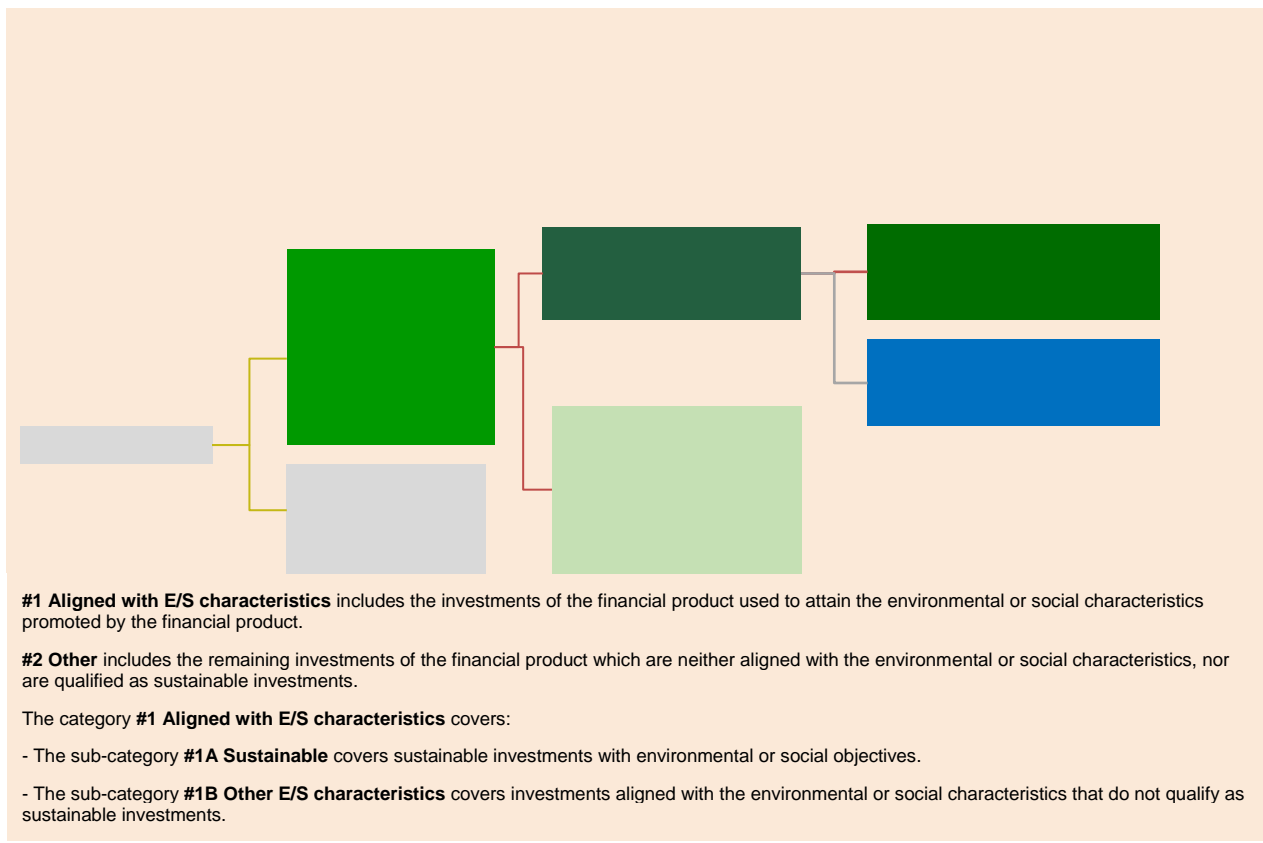 #1 Aligned with E/S characteristics includes the investments of the financial product used to attain the environmental or social characteristics
promoted by the financial product.
#2 Other includes the remaining investments of the financial product which are neither aligned with the environmental or social characteristics, nor
are qualified as sustainable investments.
The category #1 Aligned with E/S characteristics covers:
- The sub-category #1A Sustainable covers sustainable investments with environmental or social objectives.
- The sub-category #1B Other E/S characteristics covers investments aligned with the environmental or social characteristics that do not qualify as
sustainable investments.